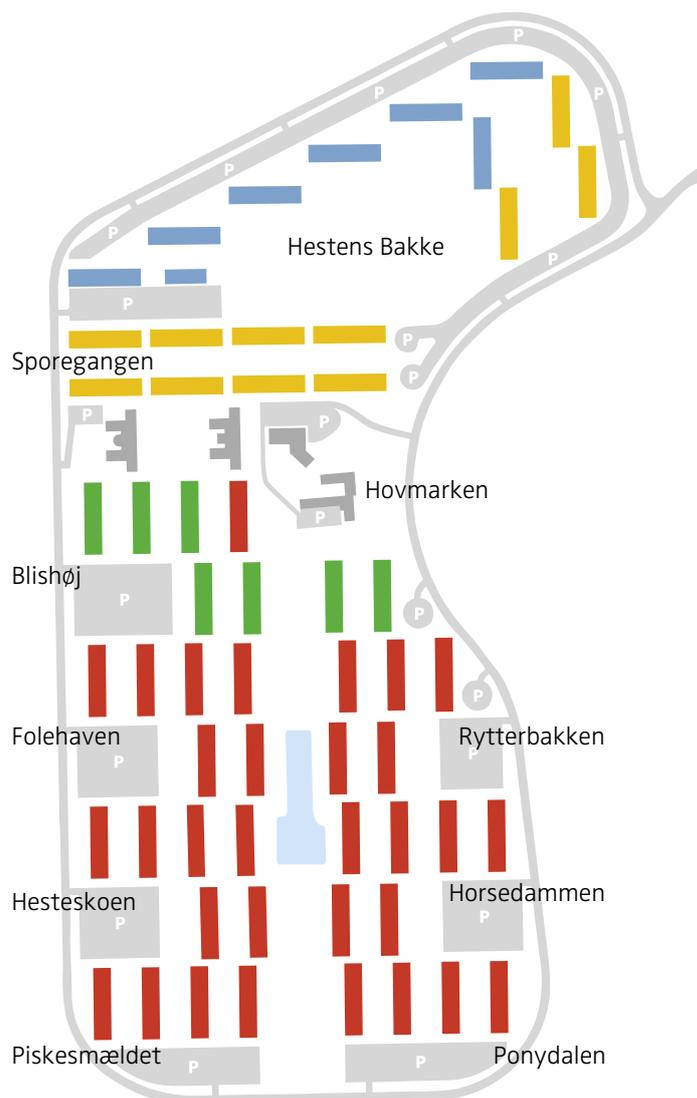 P
P
P
P
P
Hestens Bakke
P
P
P
Sporegangen
P
P
P
Hovmarken
P
Blishøj
P
P
P
Folehaven
Rytterbakken
P
P
Hesteskoen
Horsedammen
P
P
Piskesmældet
Ponydalen
P
P